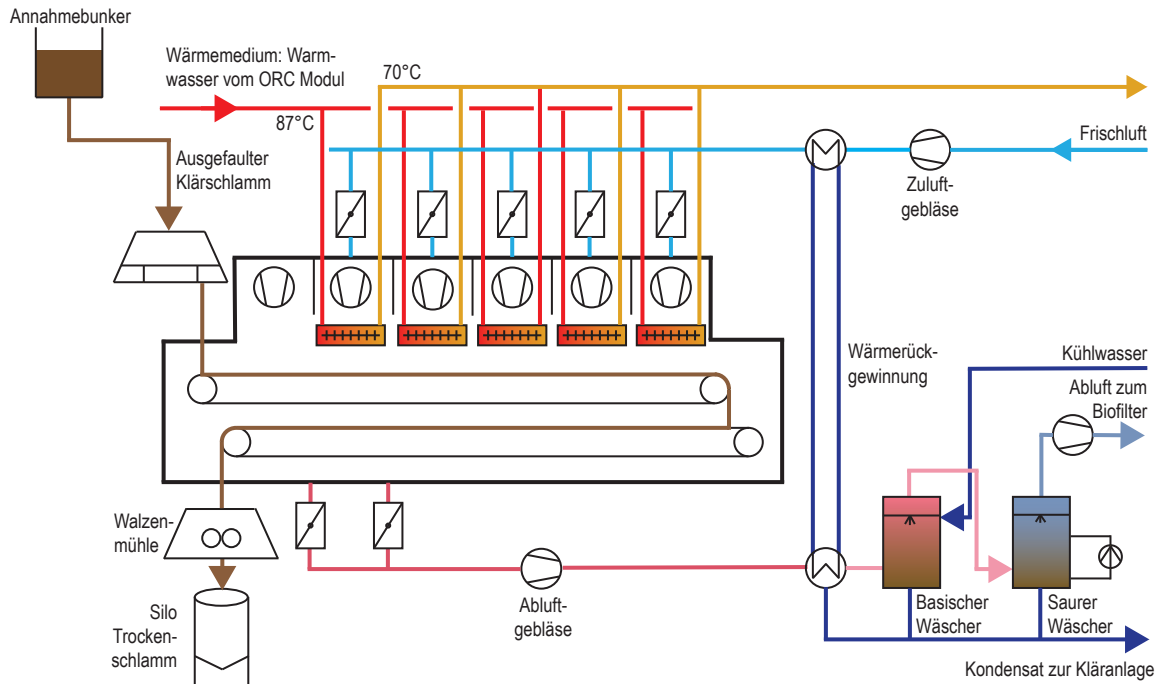 Annahmebunker
Wärmemedium: Warm-
wasser vom ORC Modul
70°C
87°C
Frischluft
Ausgefaulter
Klärschlamm
Zuluft-
gebläse
Wärmerück-
gewinnung
Kühlwasser
Abluft zum
Biofilter
Walzen-
mühle
Abluft-
gebläse
Basischer
Wäscher
Saurer
Wäscher
Silo
Trocken-
schlamm
Kondensat zur Kläranlage